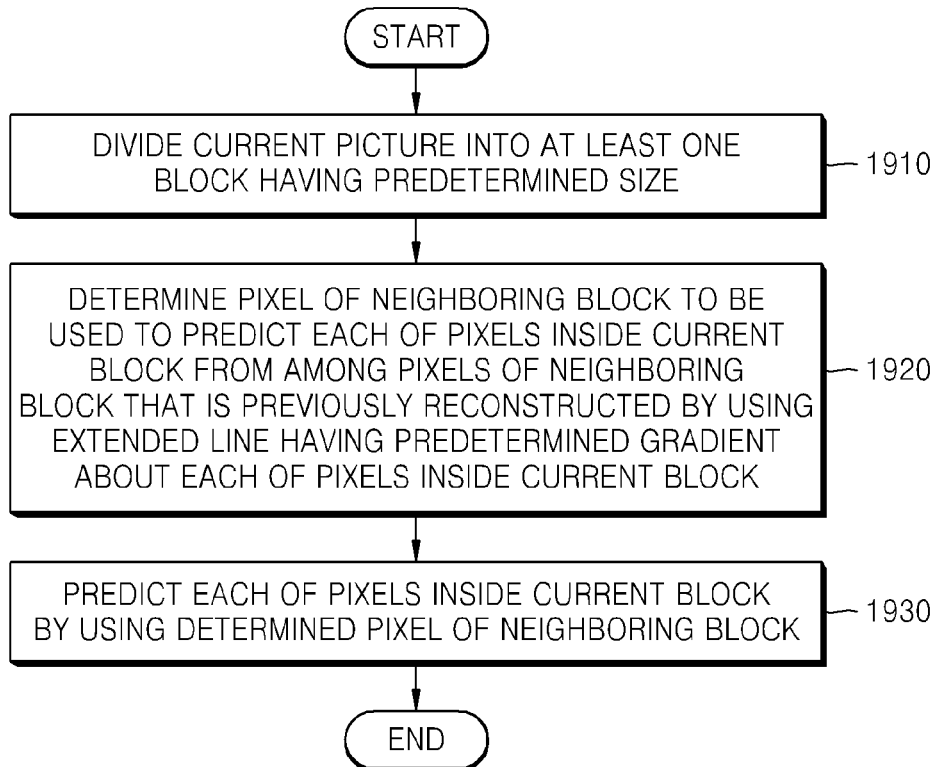 START
DIVIDE CURRENT PICTURE INTO AT LEAST ONE
BLOCK HAVING PREDETERMINED SIZE
1910
DETERMINE PIXEL OF NEIGHBORING BLOCK TO BE
USED TO PREDICT EACH OF PIXELS INSIDE CURRENT
BLOCK FROM AMONG PIXELS OF NEIGHBORING
BLOCK THAT IS PREVIOUSLY RECONSTRUCTED BY USING
EXTENDED LINE HAVING PREDETERMINED GRADIENT
ABOUT EACH OF PIXELS INSIDE CURRENT BLOCK
1920
PREDICT EACH OF PIXELS INSIDE CURRENT BLOCK
BY USING DETERMINED PIXEL OF NEIGHBORING BLOCK
1930
END